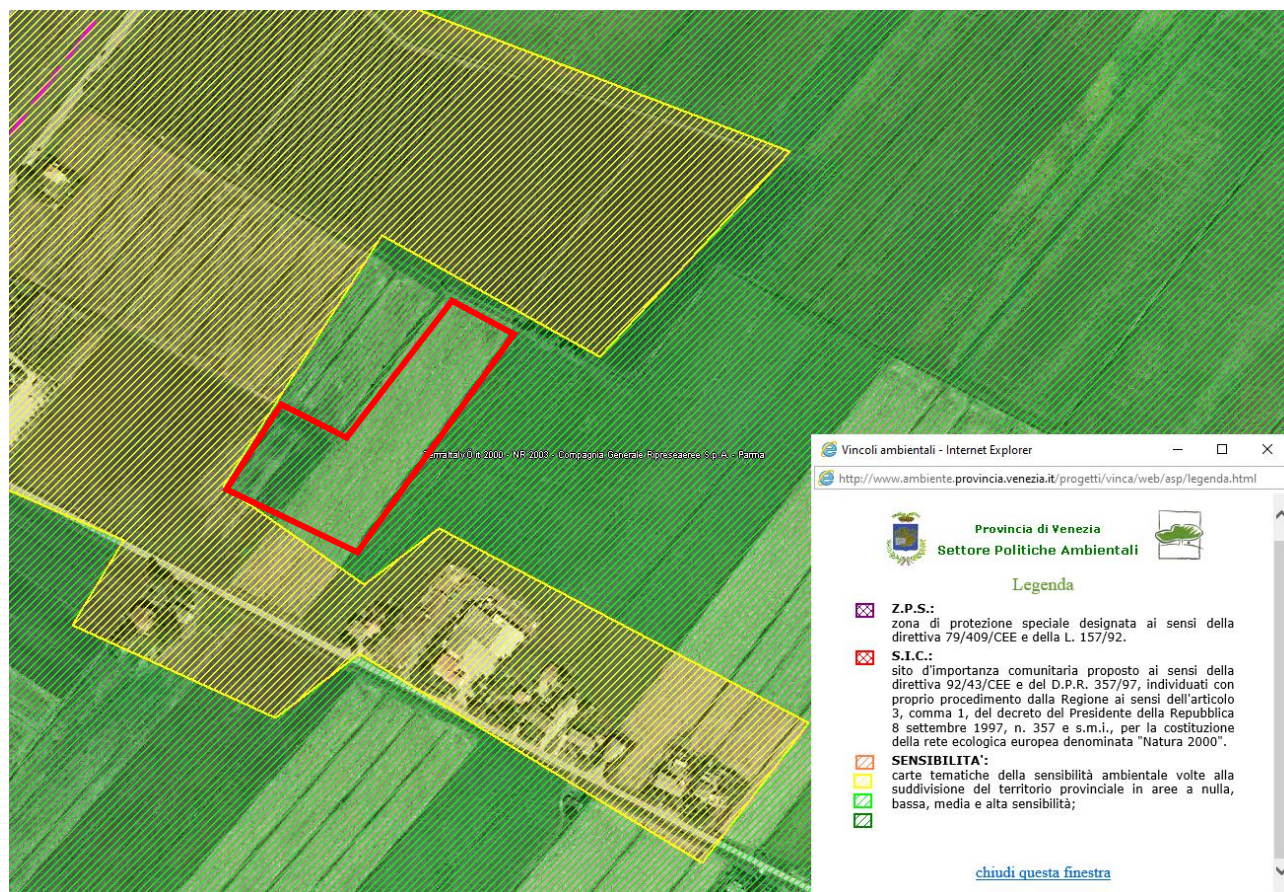 TerraItaly © it 2000 - NR 2003 - Compagnia Generale Ripreseaeree S.p.A. - Parma
Vincoli ambientali - Internet Explorer
http://www.ambiente.provincia.venezia.it/progetti/vinca/web/asp/legenda.html
Provincia di Venezia
Settore Politiche Ambientali
Legenda
Z.P.S.:
zona di protezione speciale designata ai sensi della
direttiva 79/409/CEE e della L. 157/92.
S.I.C.:
sito d'importanza comunitaria proposto ai sensi della
direttiva 92/43/CEE e del D.P.R. 357/97, individuati con
proprio procedimento dalla Regione ai sensi dell'articolo
3, comma 1, del decreto del Presidente della Repubblica
8 settembre 1997, n. 357 e s.m.i., per la costituzione
della rete ecologica europea denominata "Natura 2000".
SENSIBILITA':
carte tematiche della sensibilità ambientale volte alla
suddivisione del territorio provinciale in aree a nulla,
bassa, media e alta sensibilità;
chiudi questa finestra